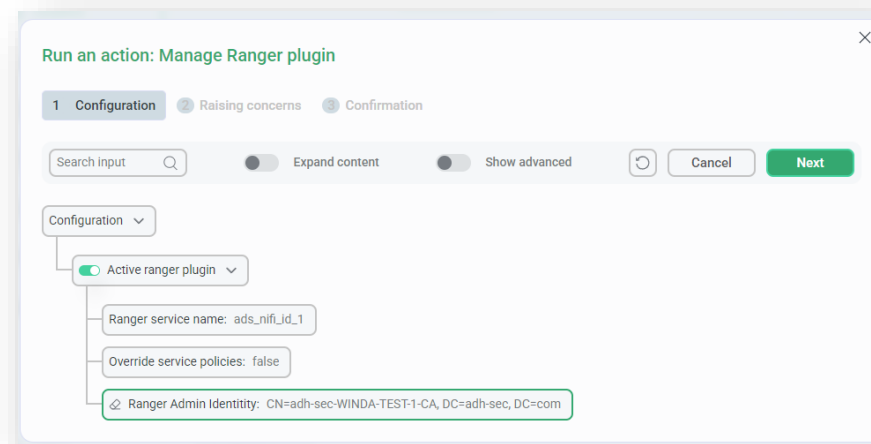 Run an action: Manage Ranger plugin
1 Configuration 2 Raising concerns 3 Confirmation
Search input Expand content Show advanced Cancel Next
Configuration
Active ranger plugin
Ranger service name: ads_nifi_id_1
Override service policies: false
Ranger Admin Identitity: CN=adh-sec-WINDA-TEST-1-CA, DC=adh-sec, DC=com